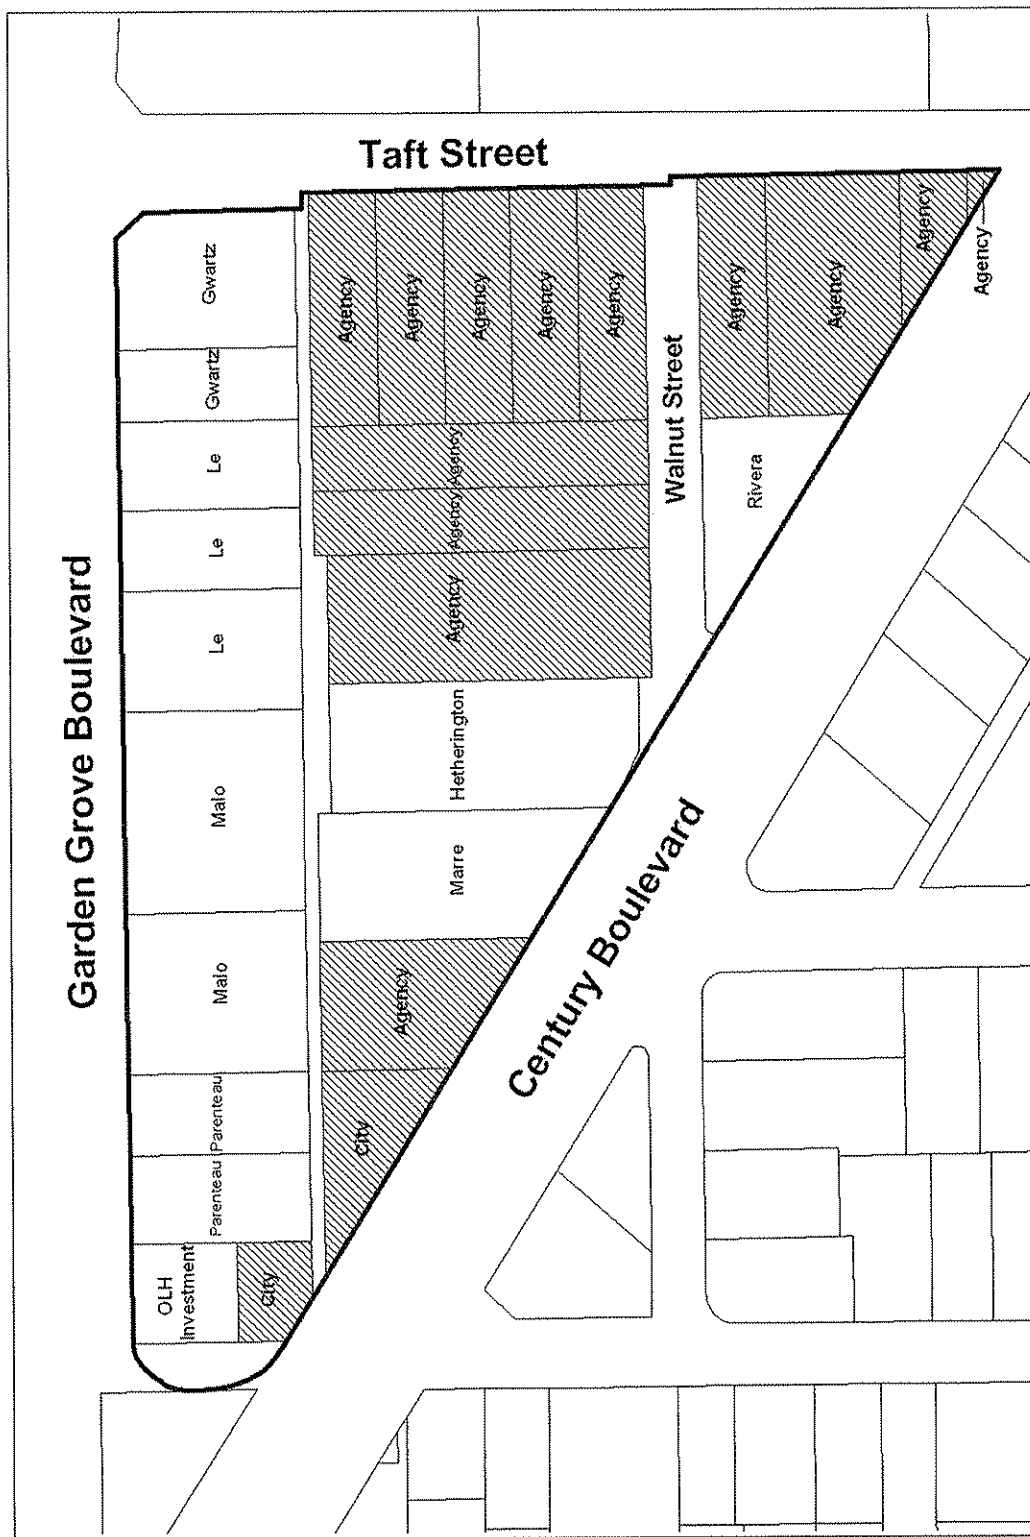 Taft Street
Garden Grove Boulevard
OLH
Investment
City
Parenteau
Parenteau
Malo
Malo
Le
Le
Le
Gwartz
Gwartz
City
Agency
Marre
Hetherington
Agency
Agency
Agency
Agency
Agency
Agency
Agency
Agency
Walnut Street
Rivera
Agency
Agency
Agency
Agency
Century Boulevard